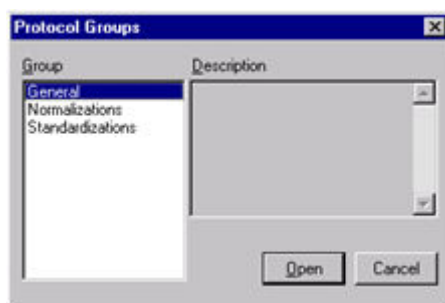 Protocol Groups
Group
Description
General
Normalizations
Standardizations
Open
Cancel